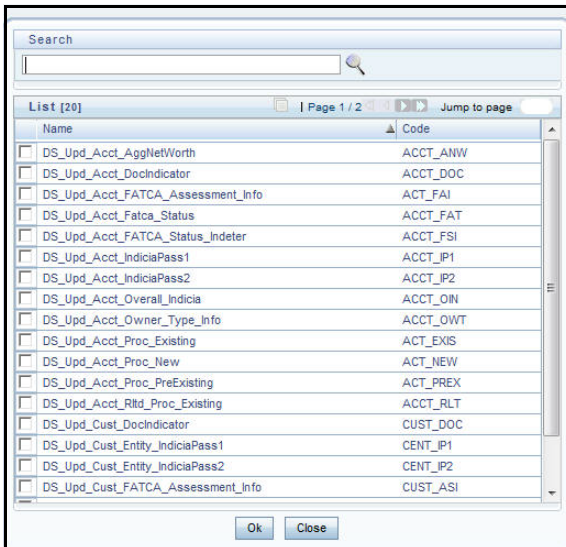 Search
List [20] | Page 1 / 2 Jump to page
Name Code
DS_Upd_Acct_AggNetWorth ACCT_ANW
DS_Upd_Acct_DocIndicator ACCT_DOC
DS_Upd_Acct_FATCA_Assessment_Info ACT_FAI
DS_Upd_Acct_Fatca_Status ACCT_FAT
DS_Upd_Acct_FATCA_Status_Indeter ACCT_FSI
DS_Upd_Acct_IndiciaPass1 ACCT_IP1
DS_Upd_Acct_IndiciaPass2 ACCT_IP2
DS_Upd_Acct_Overall_Indicia ACCT_OIN
DS_Upd_Acct_Owner_Type_Info ACCT_OWT
DS_Upd_Acct_Proc_Existing ACT_EXIS
DS_Upd_Acct_Proc_New ACT_NEW
DS_Upd_Acct_Proc_PreExisting ACT_PREX
DS_Upd_Acct_Rltd_Proc_Existing ACCT_RLT
DS_Upd_Cust_DocIndicator CUST_DOC
DS_Upd_Cust_Entity_IndiciaPass1 CENT_IP1
DS_Upd_Cust_Entity_IndiciaPass2 CENT_IP2
DS_Upd_Cust_FATCA_Assessment_Info CUST_ASI
Ok Close